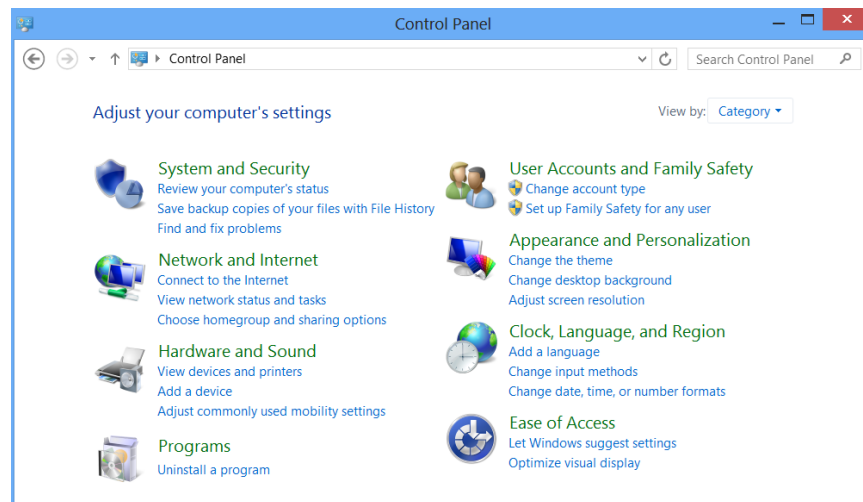 Control Panel
Control Panel
Search Control Panel
Adjust your computer's settings
View by: Category
System and Security
Review your computer's status
Save backup copies of your files with File History
Find and fix problems
Network and Internet
Connect to the Internet
View network status and tasks
Choose homegroup and sharing options
Hardware and Sound
View devices and printers
Add a device
Adjust commonly used mobility settings
Programs
Uninstall a program
User Accounts and Family Safety
Change account type
Set up Family Safety for any user
Appearance and Personalization
Change the theme
Change desktop background
Adjust screen resolution
Clock, Language, and Region
Add a language
Change input methods
Change date, time, or number formats
Ease of Access
Let Windows suggest settings
Optimize visual display